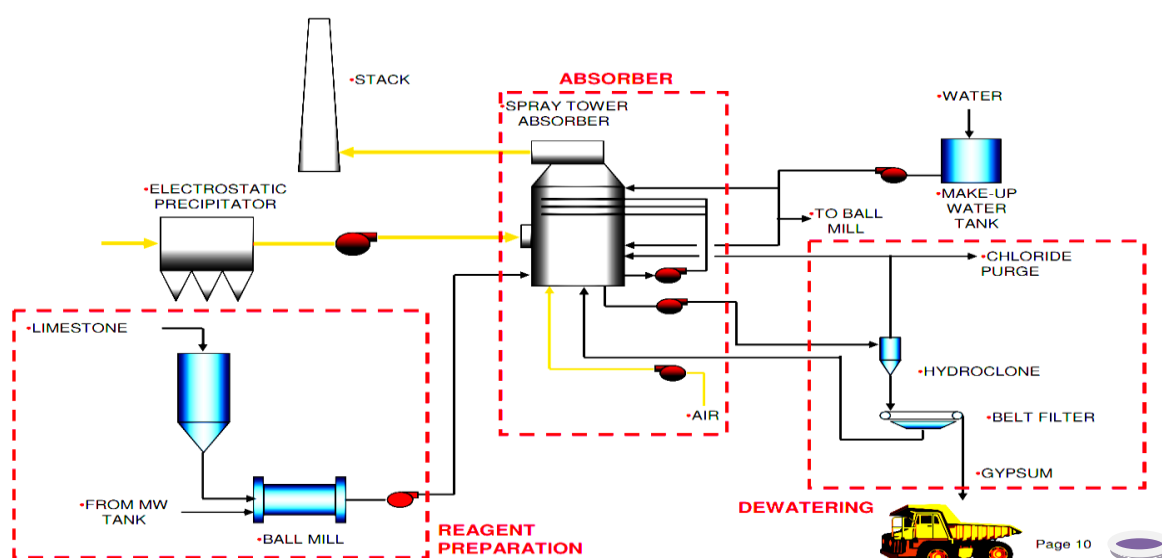 •STACK
ABSORBER
•SPRAY TOWER
ABSORBER
•WATER
•ELECTROSTATIC
PRECIPITATOR
•MAKE-UP
WATER
TANK
•TO BALL
MILL
•CHLORIDE
PURGE
•LIMESTONE
•HYDROCLONE
•AIR
•BELT FILTER
•GYPSUM
•FROM MW
TANK
•BALL MILL
REAGENT
PREPARATION
DEWATERING
Page 10